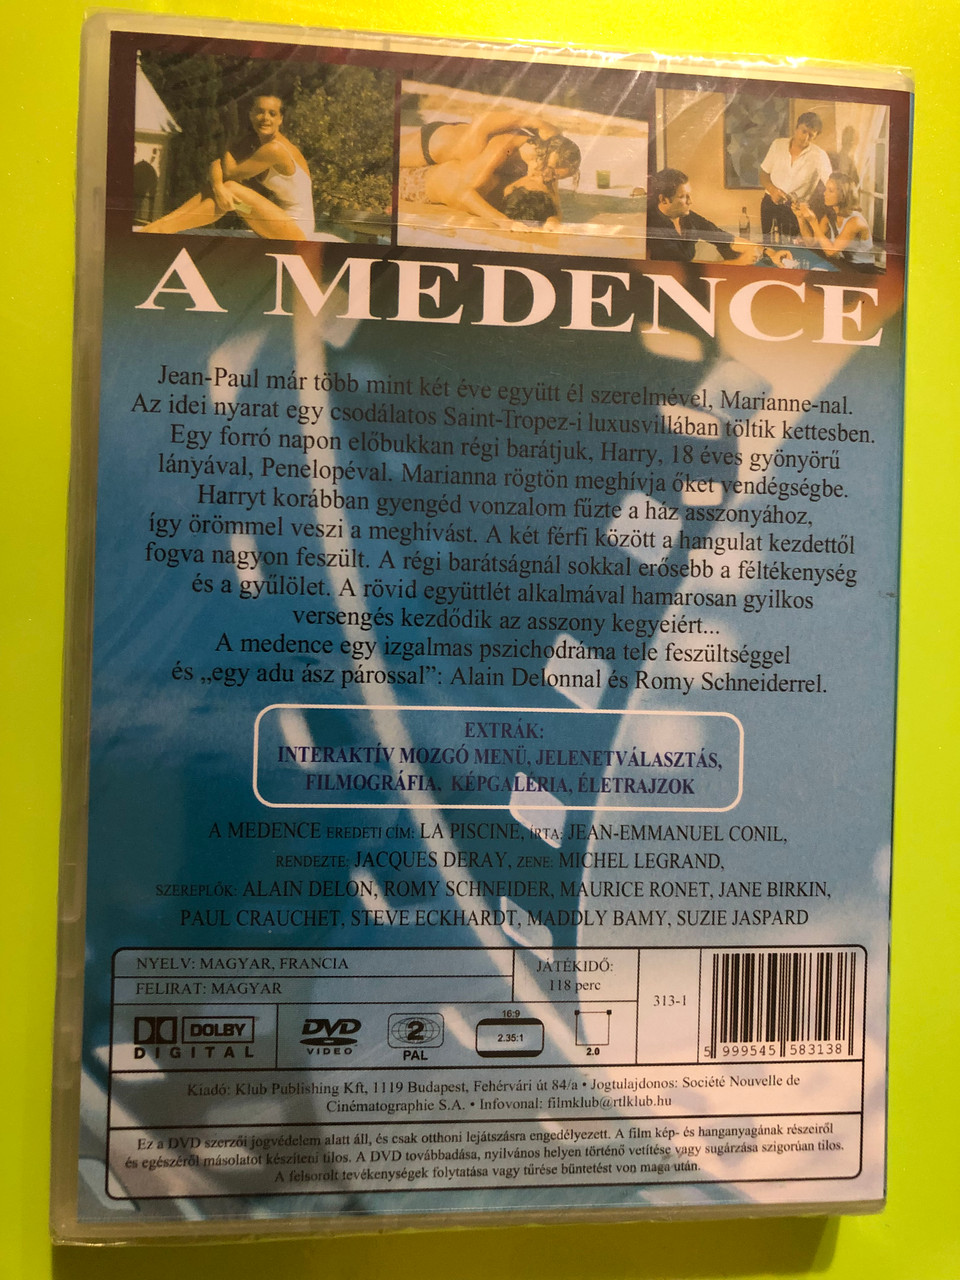 A MEDENCE
Jean-Paul már több mint két éve együtt él szerelmével, Marianne-nal.
Az idei nyarat egy csodálatos Saint-Tropez-i luxusvillában töltik kettesben.
Egy forró napon előbukkan régi barátjuk, Harry, 18 éves gyönyörű
lányával, Penelopéval. Marianna rögtön meghívja őket vendégségbe.
Harryt korábban gyengéd vonzalom fűzte a ház asszonyához,
így örömmel veszi a meghívást. A két férfi között a hangulat kezdettől
fogva nagyon feszült. A régi barátságnál sokkal erősebb a féltékenység
és a gyűlölet. A rövid együttlét alkalmával hamarosan gyilkos
versengés kezdődik az asszony kegyeiért...
A medence egy izgalmas pszichodráma tele feszültséggel
és „egy adu ász párossal": Alain Delonnal és Romy Schneiderrel.
EXTRÁK:
INTERAKTÍV MOZGÓ MENÜ, JELENETVÁLASZTÁS,
FILMOGRÁFIA, KÉPGALÉRIA, ÉLETRAJZOK
A MEDENCE EREDETI CÍM: LA PISCINE, ÍRTA: JEAN-EMMANUEL CONIL,
RENDEZTE: JACQUES DERAY, ZENE: MICHEL LEGRAND,
SZEREPLŐK: ALAIN DELON, ROMY SCHNEIDER, MAURICE RONET, JANE BIRKIN,
PAUL CRAUCHET, STEVE ECKHARDT, MADDLY BAMY, SUZIE JASPARD
NYELV: MAGYAR, FRANCIA
FELIRAT: MAGYAR
JÁTÉKIDŐ:
118 perc
313-1
DOLBY
DIGITAL
DVD
VIDEO
2
PAL
16:9
2.35:1
2.0
5 999545 583138
Kiadó: Klub Publishing Kft, 1119 Budapest, Fehérvári út 84/a • Jogtulajdonos: Société Nouvelle de
Cinématographie S.A. • Infovonal: filmklub@rtlklub.hu
Ez a DVD szerzői jogvédelem alatt áll, és csak otthoni lejátszásra engedélyezett. A film kép- és hanganyagának részeiről
és egészéről másolatot készíteni tilos. A DVD továbbadása, nyilvános helyen történő vetítése vagy sugárzása szigorúan tilos.
A felsorolt tevékenységek folytatása vagy tűrése büntetést von maga után.